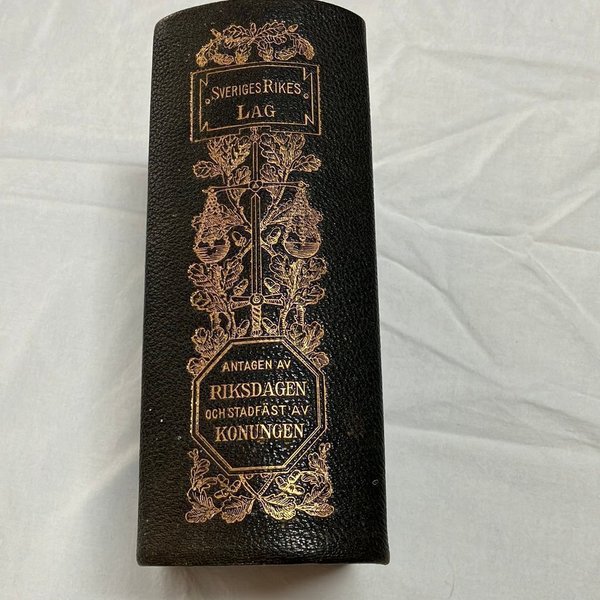 SVERIGES RIKES
LAG
ANTAGEN AV
RIKSDAGEN
OCH STADFÄST AV
KONUNGEN